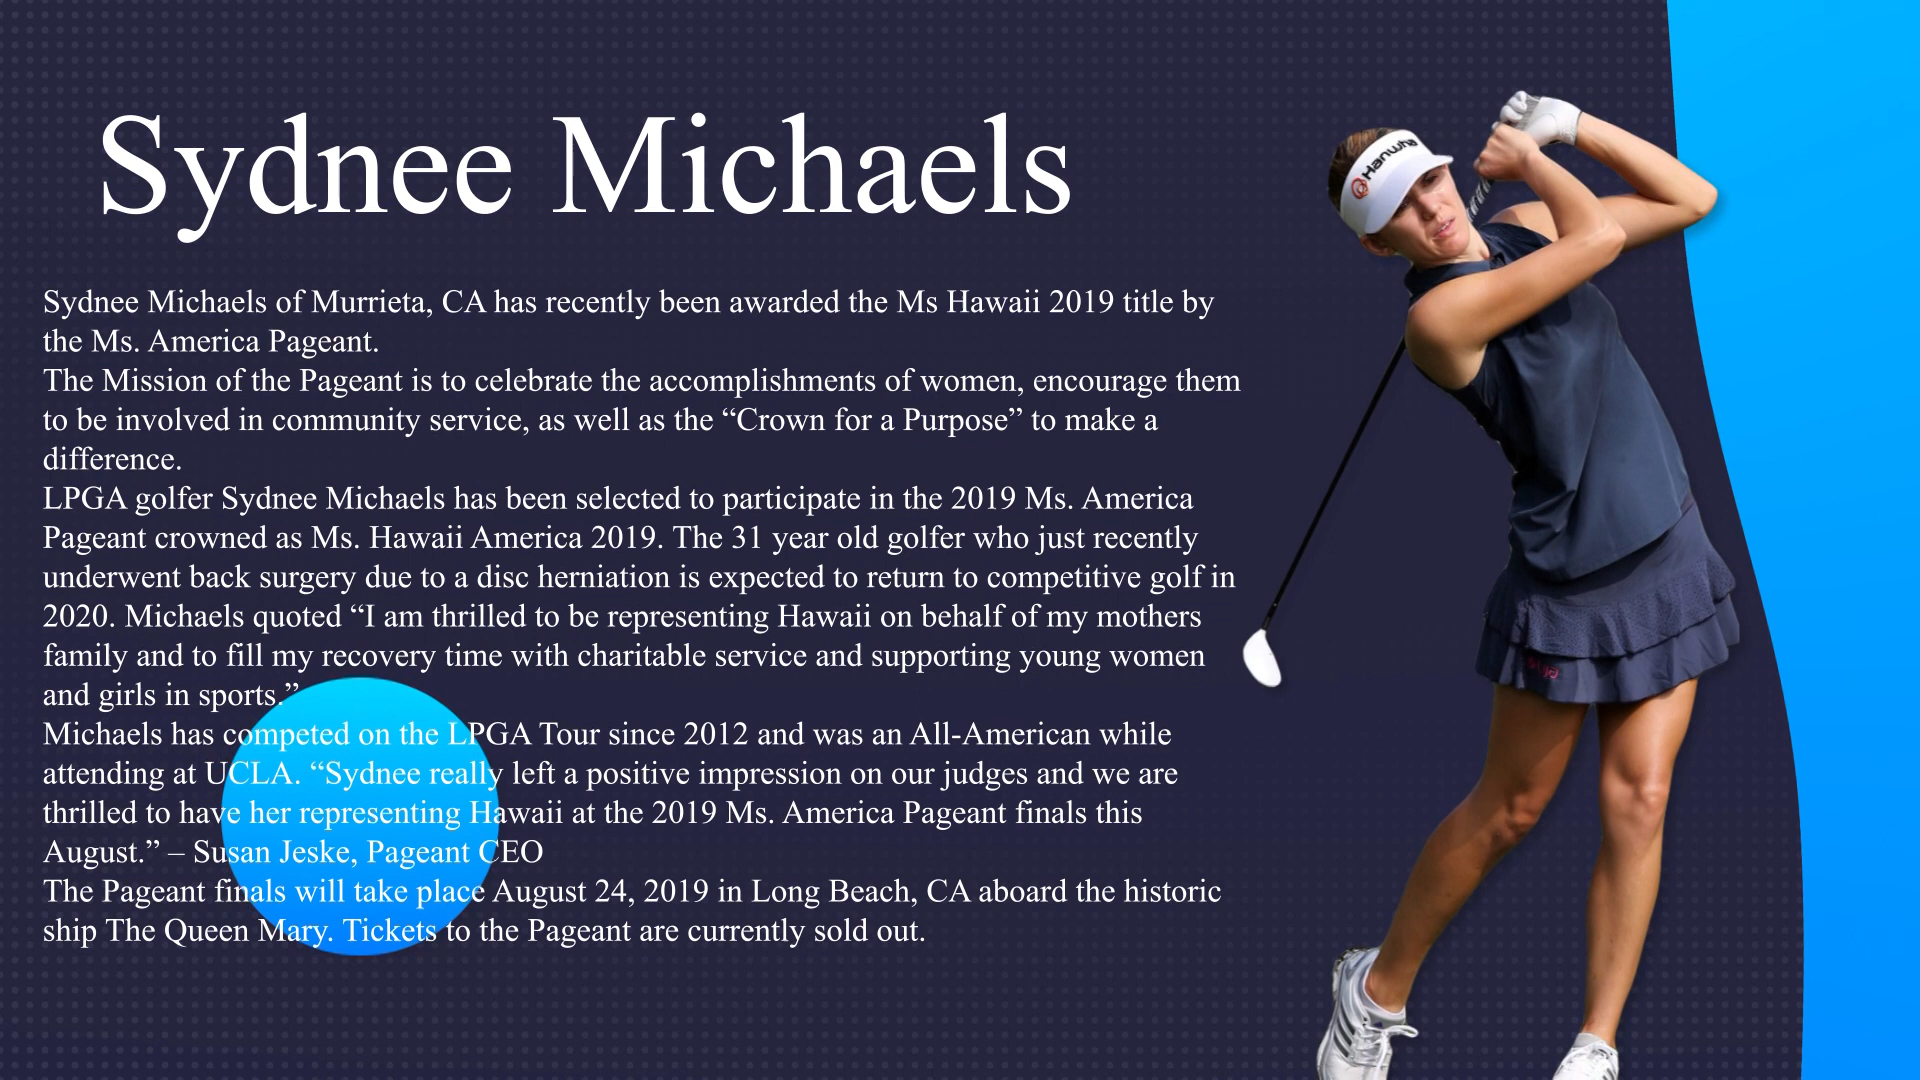 Sydnee Michaels
Hanwha
Sydnee Michaels of Murrieta, CA has recently been awarded the Ms Hawaii 2019 title by
the Ms. America Pageant.
The Mission of the Pageant is to celebrate the accomplishments of women, encourage them
to be involved in community service, as well as the “Crown for a Purpose” to make a
difference.
LPGA golfer Sydnee Michaels has been selected to participate in the 2019 Ms. America
Pageant crowned as Ms. Hawaii America 2019. The 31 year old golfer who just recently
underwent back surgery due to a disc herniation is expected to return to competitive golf in
2020. Michaels quoted “I am thrilled to be representing Hawaii on behalf of my mothers
family and to fill my recovery time with charitable service and supporting young women
and girls in sports.”
Michaels has competed on the LPGA Tour since 2012 and was an All-American while
attending at UCLA. “Sydnee really left a positive impression on our judges and we are
thrilled to have her representing Hawaii at the 2019 Ms. America Pageant finals this
August.” – Susan Jeske, Pageant CEO
The Pageant finals will take place August 24, 2019 in Long Beach, CA aboard the historic
ship The Queen Mary. Tickets to the Pageant are currently sold out.